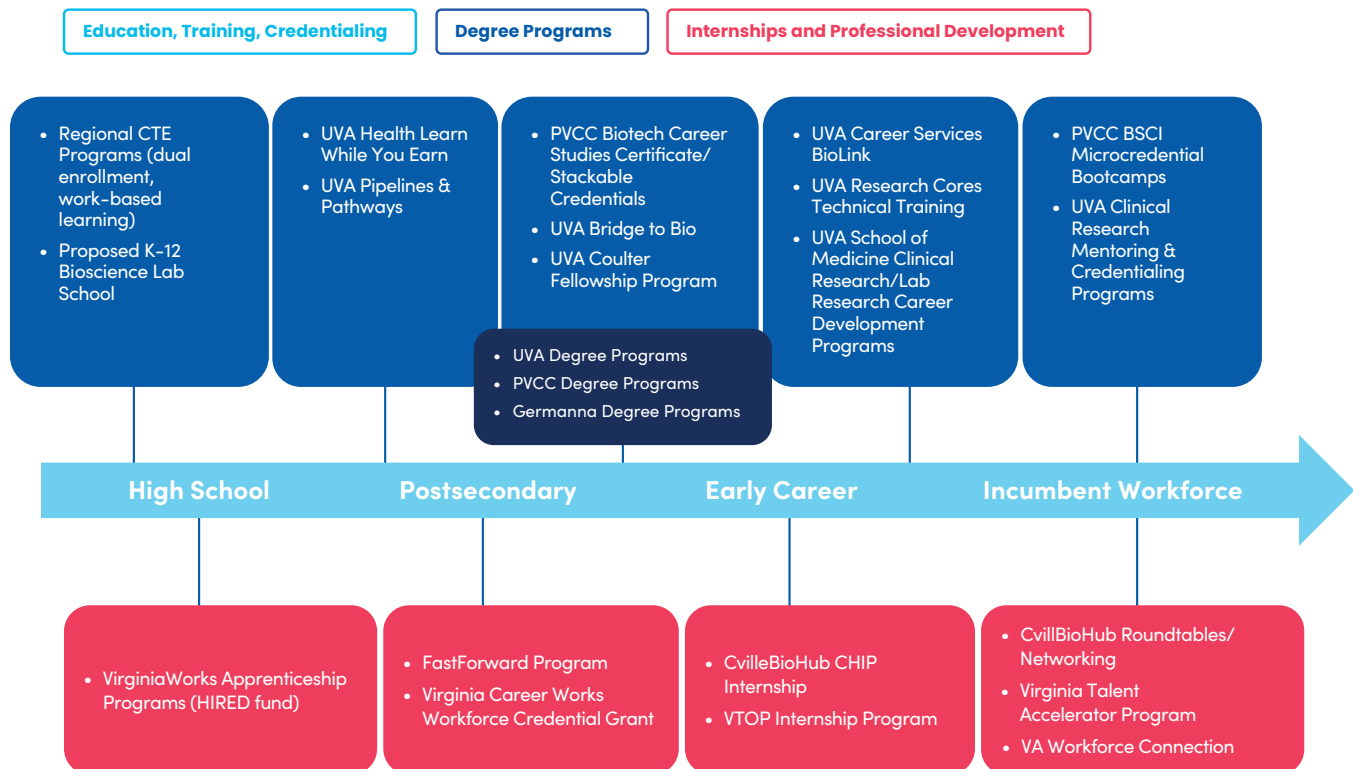 Education, Training, Credentialing
Degree Programs
Internships and Professional Development
• Regional CTE
Programs (dual
enrollment,
work-based
learning)
• Proposed K-12
Bioscience Lab
School
• UVA Health Learn
While You Earn
• UVA Pipelines &
Pathways
• PVCC Biotech Career
Studies Certificate/
Stackable
Credentials
• UVA Bridge to Bio
• UVA Coulter
Fellowship Program
• UVA Career Services
BioLink
• UVA Research Cores
Technical Training
• UVA School of
Medicine Clinical
Research/Lab
Research Career
Development
Programs
• PVCC BSCI
Microcredential
Bootcamps
• UVA Clinical
Research
Mentoring &
Credentialing
Programs
• UVA Degree Programs
• PVCC Degree Programs
• Germanna Degree Programs
High School
Postsecondary
Early Career
Incumbent Workforce
• VirginiaWorks Apprenticeship
Programs (HIRED fund)
• FastForward Program
• Virginia Career Works
Workforce Credential Grant
• CvilleBioHub CHIP
Internship
• VTOP Internship Program
• CvillBioHub Roundtables/
Networking
• Virginia Talent
Accelerator Program
• VA Workforce Connection